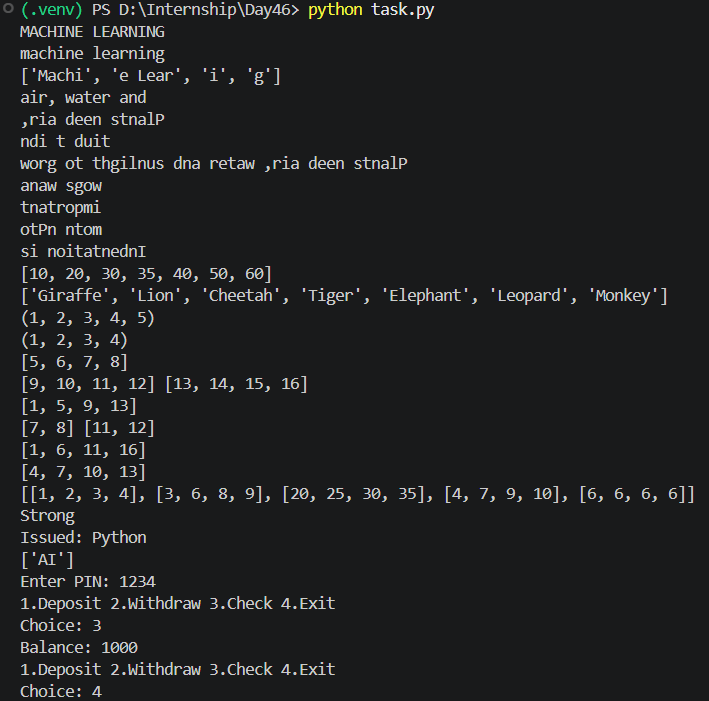 (.venv) PS D:\Internship\Day46> python task.py
MACHINE LEARNING
machine learning
['Machi', 'e Lear', 'i', 'g']
air, water and
,ria deen stnalP
ndi t duit
worg ot thgilnus dna retaw ,ria deen stnalP
anaw sgow
tnatropmi
otPn ntom
si noitatnednI
[10, 20, 30, 35, 40, 50, 60]
['Giraffe', 'Lion', 'Cheetah', 'Tiger', 'Elephant', 'Leopard', 'Monkey']
(1, 2, 3, 4, 5)
(1, 2, 3, 4)
[5, 6, 7, 8]
[9, 10, 11, 12] [13, 14, 15, 16]
[1, 5, 9, 13]
[7, 8] [11, 12]
[1, 6, 11, 16]
[4, 7, 10, 13]
[[1, 2, 3, 4], [3, 6, 8, 9], [20, 25, 30, 35], [4, 7, 9, 10], [6, 6, 6, 6]]
Strong
Issued: Python
['AI']
Enter PIN: 1234
1.Deposit 2.Withdraw 3.Check 4.Exit
Choice: 3
Balance: 1000
1.Deposit 2.Withdraw 3.Check 4.Exit
Choice: 4